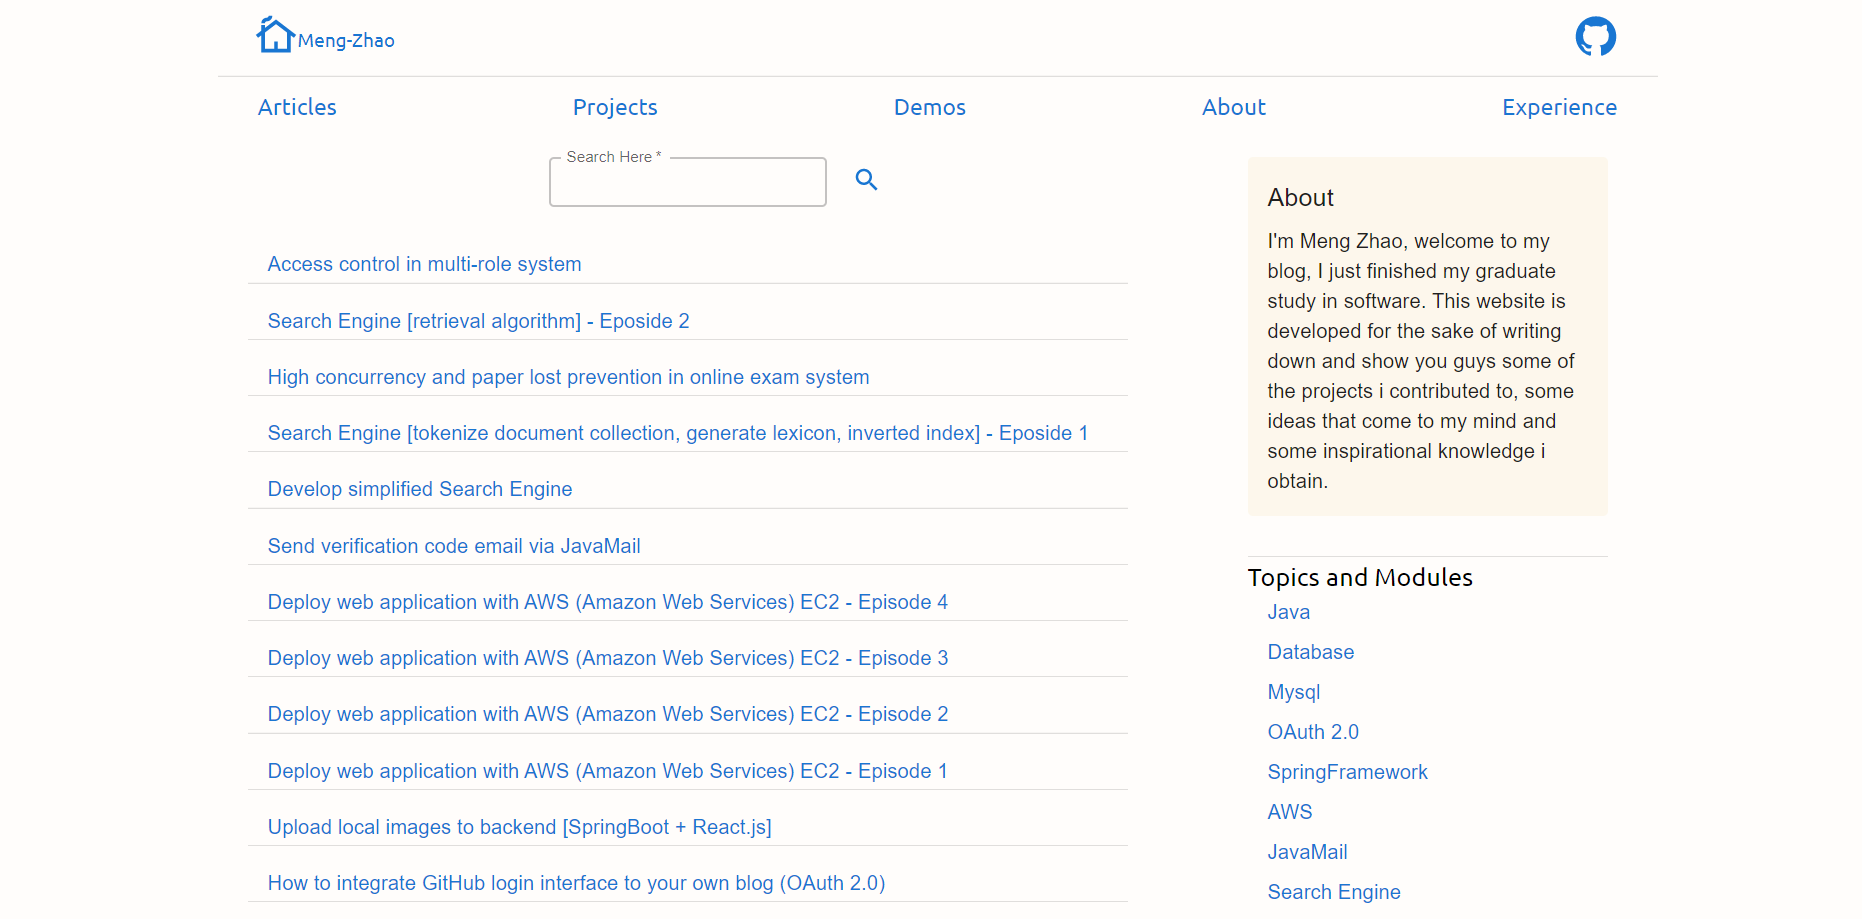 Meng-Zhao
Articles
Projects
Demos
About
Experience
Search Here *
Access control in multi-role system
Search Engine [retrieval algorithm] - Eposide 2
High concurrency and paper lost prevention in online exam system
Search Engine [tokenize document collection, generate lexicon, inverted index] - Eposide 1
Develop simplified Search Engine
Send verification code email via JavaMail
Deploy web application with AWS (Amazon Web Services) EC2 - Episode 4
Deploy web application with AWS (Amazon Web Services) EC2 - Episode 3
Deploy web application with AWS (Amazon Web Services) EC2 - Episode 2
Deploy web application with AWS (Amazon Web Services) EC2 - Episode 1
Upload local images to backend [SpringBoot + React.js]
How to integrate GitHub login interface to your own blog (OAuth 2.0)
About
I'm Meng Zhao, welcome to my
blog, I just finished my graduate
study in software. This website is
developed for the sake of writing
down and show you guys some of
the projects i contributed to, some
ideas that come to my mind and
some inspirational knowledge i
obtain.
Topics and Modules
Java
Database
Mysql
OAuth 2.0
SpringFramework
AWS
JavaMail
Search Engine